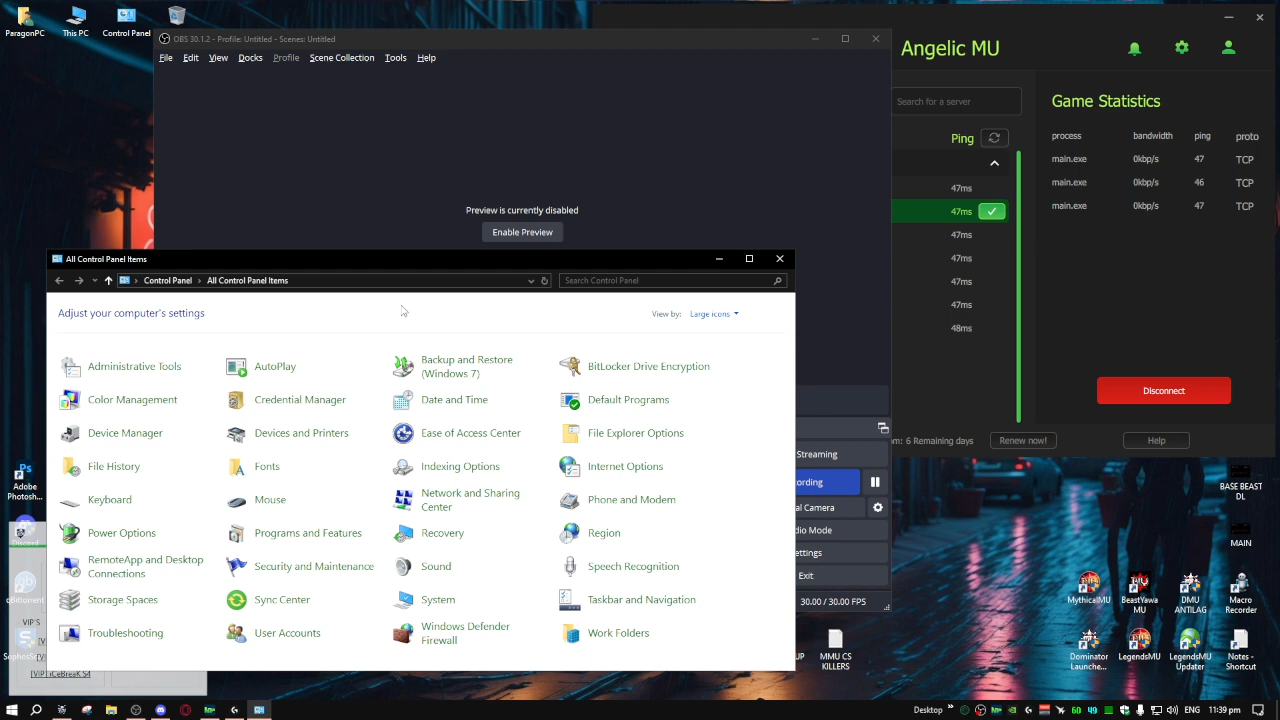 ParagonPC
This PC
Control Panel
OBS 30.1.2 - Profile: Untitled - Scenes: Untitled
File Edit View Docks Profile Scene Collection Tools Help
Preview is currently disabled
Enable Preview
Angelic MU
Search for a server
Ping
47ms
47ms
47ms
47ms
47ms
47ms
48ms
Game Statistics
process bandwidth ping proto
main.exe 0kbp/s 47 TCP
main.exe 0kbp/s 46 TCP
main.exe 0kbp/s 47 TCP
Disconnect
6 Remaining days
Renew now!
Help
All Control Panel Items
Control Panel All Control Panel Items
Search Control Panel
Adjust your computer's settings
View by: Large icons
Administrative Tools
AutoPlay
Backup and Restore
(Windows 7)
BitLocker Drive Encryption
Color Management
Credential Manager
Date and Time
Default Programs
Device Manager
Devices and Printers
Ease of Access Center
File Explorer Options
File History
Fonts
Indexing Options
Internet Options
Keyboard
Mouse
Network and Sharing
Center
Phone and Modem
Power Options
Programs and Features
Recovery
Region
RemoteApp and Desktop
Connections
Security and Maintenance
Sound
Speech Recognition
Storage Spaces
Sync Center
System
Taskbar and Navigation
Troubleshooting
User Accounts
Windows Defender
Firewall
Work Folders
Streaming
ording
al Camera
dio Mode
ettings
Exit
30.00 / 30.00 FPS
Adobe
Photosh...
Discord
VIP'S
BASE BEAST
DL
MAIN
MythicalMU
BeastYawa
MU
DMU
ANTILAG
Macro
Recorder
Dominator
Launche...
LegendsMU
LegendsMU
Updater
Notes -
Shortcut
UP
MMU CS
KILLERS
Desktop
60
49
ENG
11:39 pm